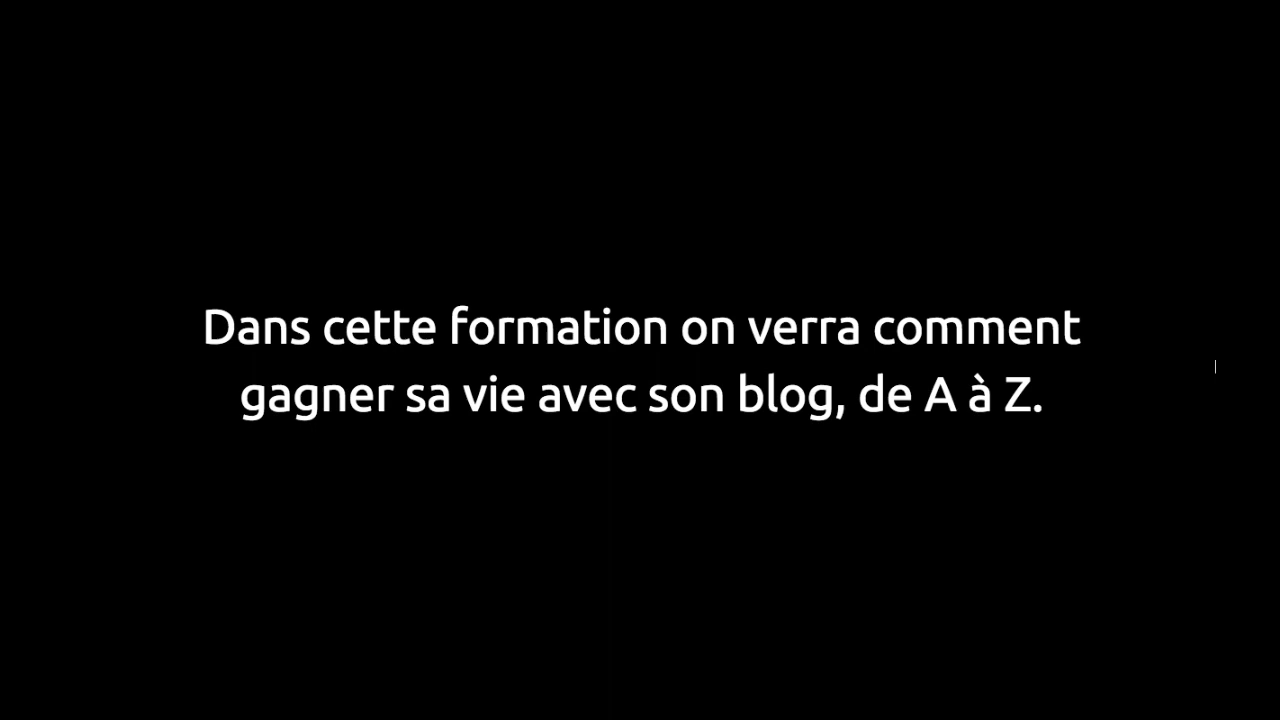 Dans cette formation on verra comment
gagner sa vie avec son blog, de A à Z.